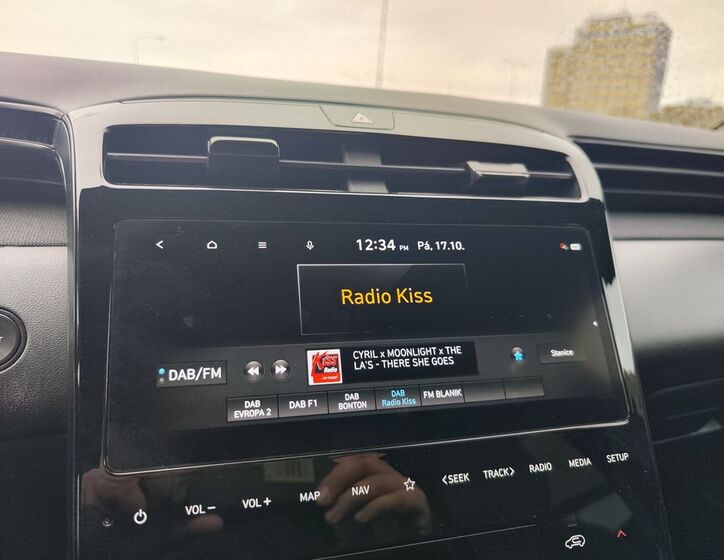 12:34 PM Pá, 17.10.
Radio Kiss
DAB/FM
Kiss
Radio
CYRIL x MOONLIGHT x THE
LA'S - THERE SHE GOES
Stanice
DAB
EVROPA 2
DAB F1
DAB
BONTON
DAB
Radio Kiss
FM BLANIK
VOL−
VOL+
MAP
NAV
<SEEK
TRACK>
RADIO
MEDIA
SETUP